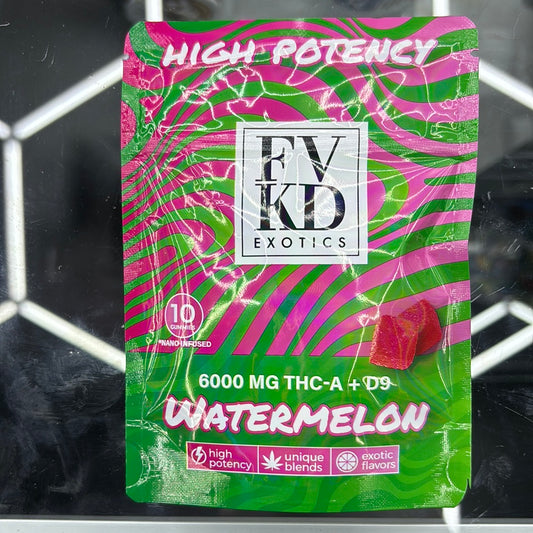 HIGH POTENCY
FV
KD
EXOTICS
10
GUMMIES
*NANO INFUSED
6000 MG THC-A + D9
WATERMELON
high
potency
unique
blends
exotic
flavors